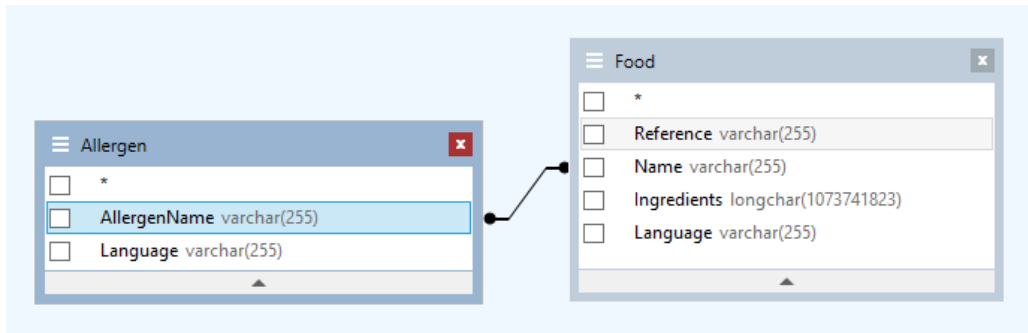 Allergen
*
AllergenName varchar(255)
Language varchar(255)
Food
*
Reference varchar(255)
Name varchar(255)
Ingredients longchar(1073741823)
Language varchar(255)